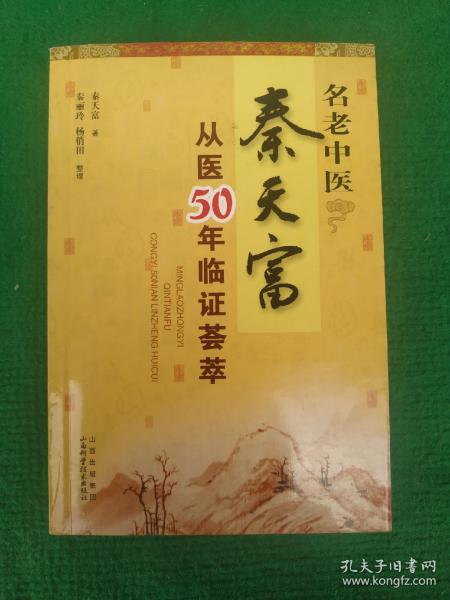 名老中医
秦天富
从医50年临证荟萃
MINGLAOZHONGYI
QINTIANFU
CONGYI 50NIAN LINZHENG HUICUI
秦天富 著
秦丽玲 杨俏田 整理
山西出版集团
山西科学技术出版社
孔夫子旧书网
www.kongfz.com